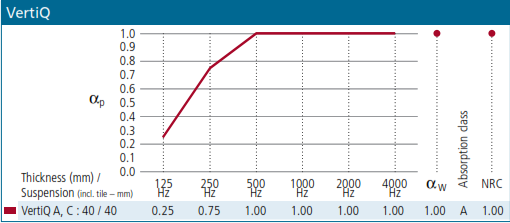 VertiQ
1.0
0.9
0.8
0.7
0.6
αp 0.5
0.4
0.3
0.2
0.1
0.0
Thickness (mm) /
Suspension (incl. tile – mm)
125 Hz 250 Hz 500 Hz 1000 Hz 2000 Hz 4000 Hz αw Absorption class NRC
VertiQ A, C : 40 / 40 0.25 0.75 1.00 1.00 1.00 1.00 1.00 A 1.00